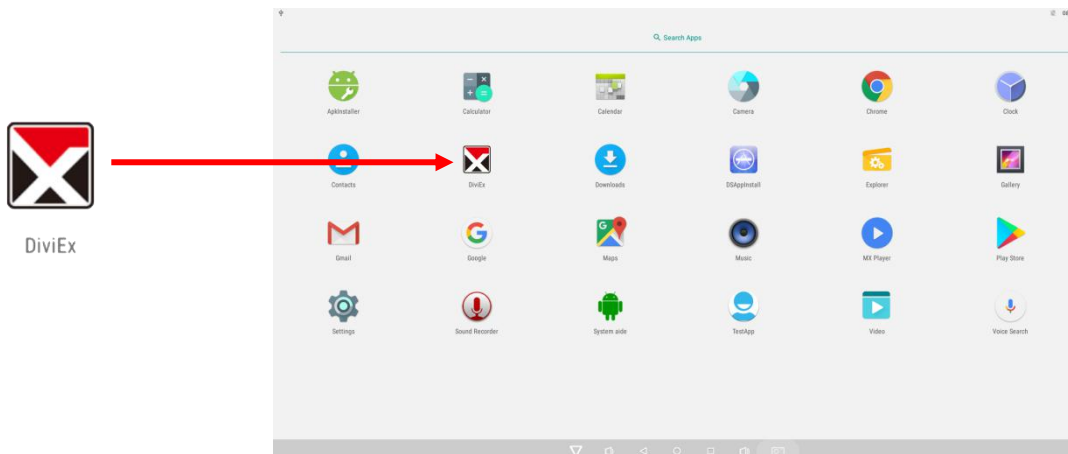 Search Apps
ApkInstaller
Calculator
Calendar
Camera
Chrome
Clock
DiviEx
Contacts
DiviEx
Downloads
DSAppInstall
Explorer
Gallery
Gmail
Google
Maps
Music
MX Player
Play Store
Settings
Sound Recorder
System aide
TestApp
Video
Voice Search